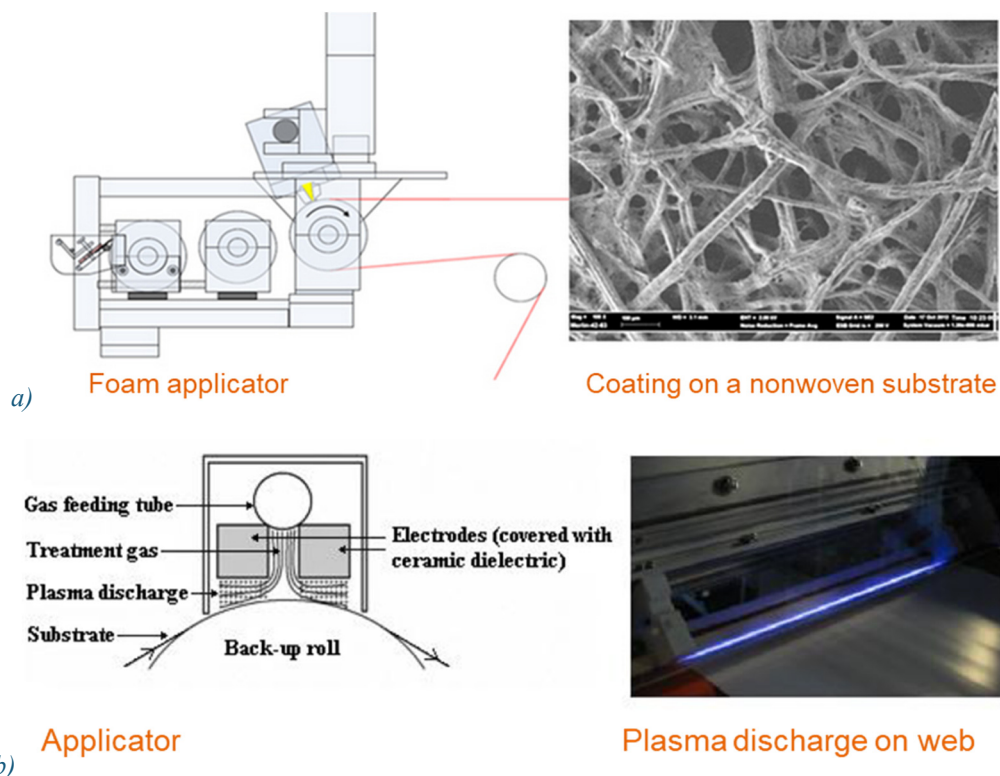 a)
Foam applicator
Coating on a nonwoven substrate
Gas feeding tube
Treatment gas
Plasma discharge
Substrate
Electrodes (covered with
ceramic dielectric)
Back-up roll
b)
Applicator
Plasma discharge on web